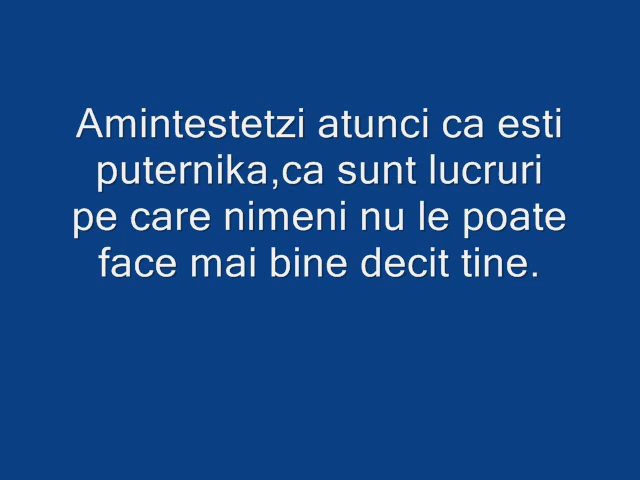 Amintestetzi atunci ca esti
puternika,ca sunt lucruri
pe care nimeni nu le poate
face mai bine decit tine.